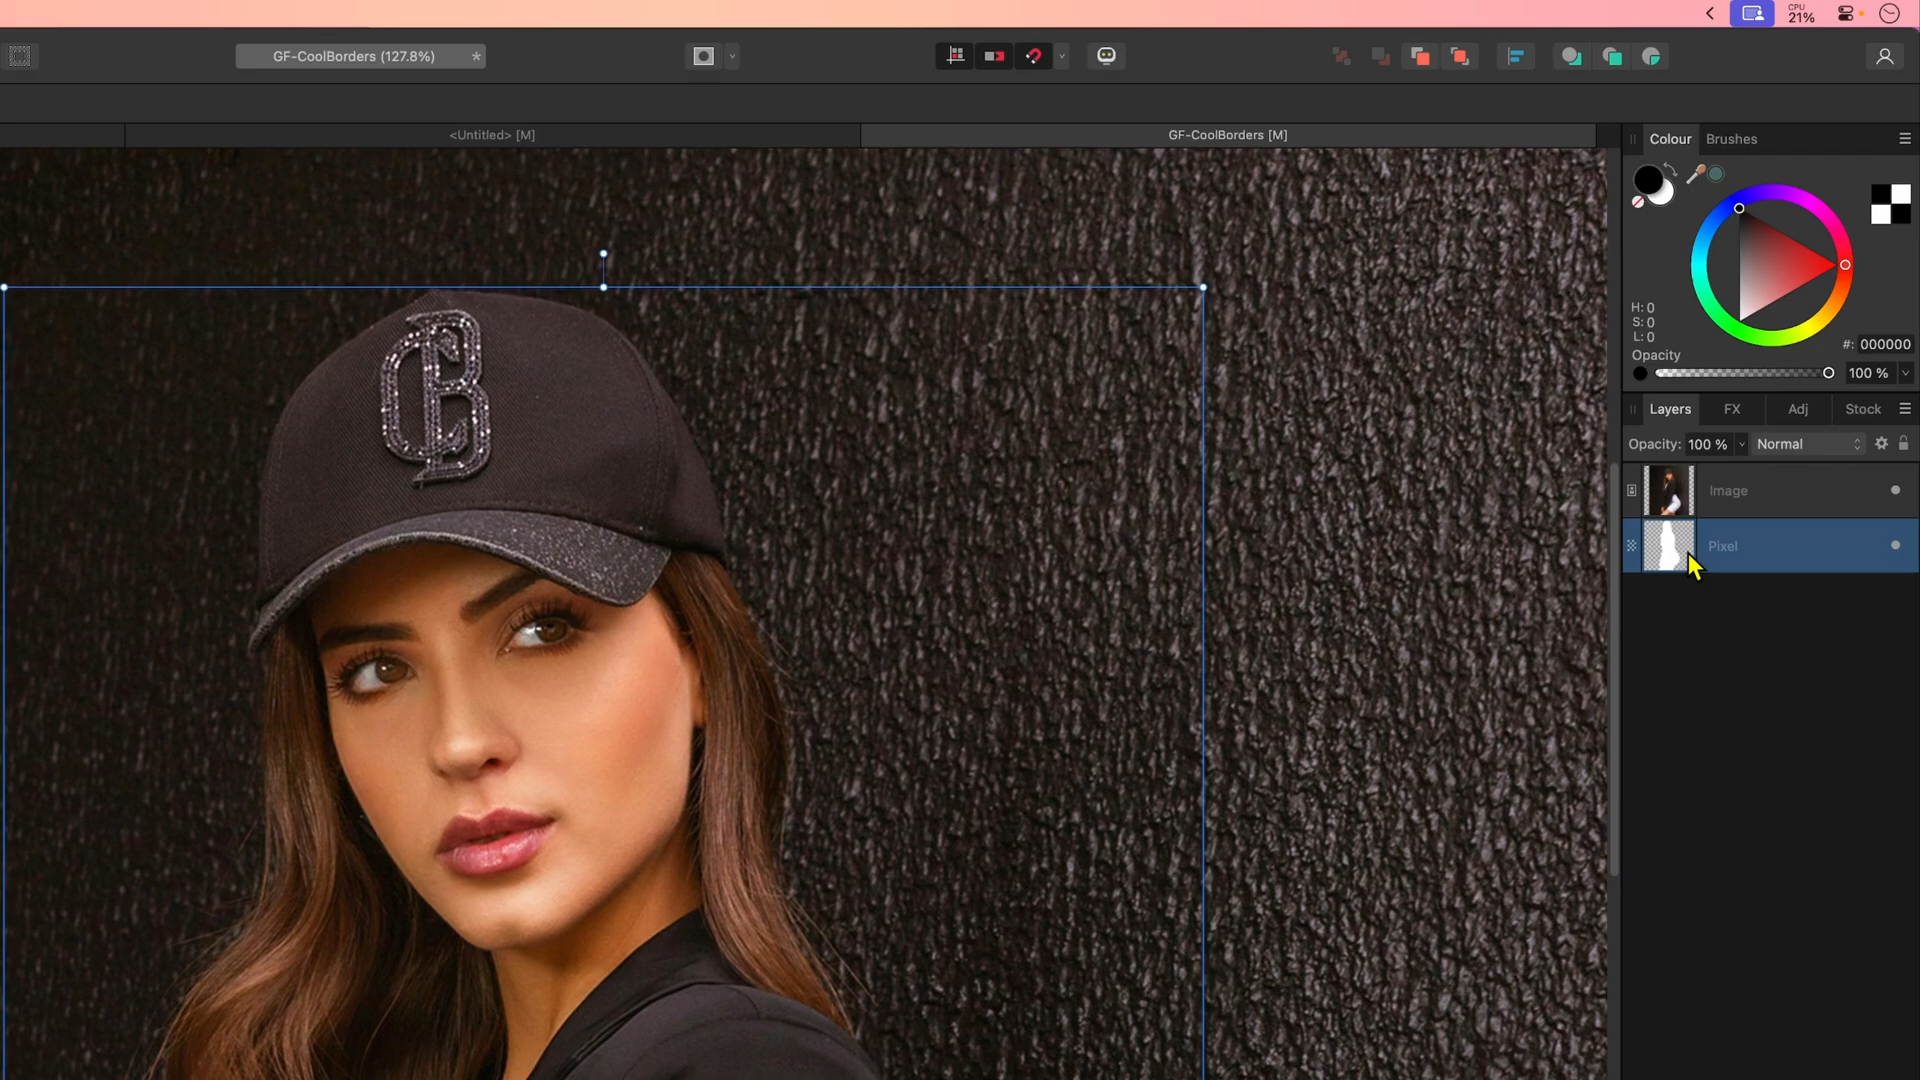 CPU
21%
GF-CoolBorders (127.8%) *
<Untitled> [M]
GF-CoolBorders [M]
Colour Brushes
H: 0
S: 0
L: 0
#: 000000
Opacity
100 %
Layers FX Adj Stock
Opacity: 100 % Normal
Image
Pixel
CB